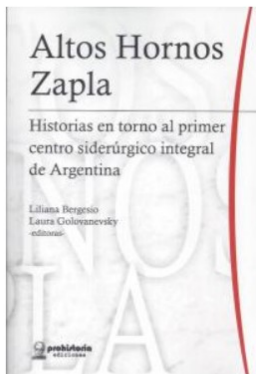 Altos Hornos
Zapla
Historias en torno al primer
centro siderúrgico integral
de Argentina
Liliana Bergesio
Laura Golovanevsky
-editoras-
prohistoria
ediciones